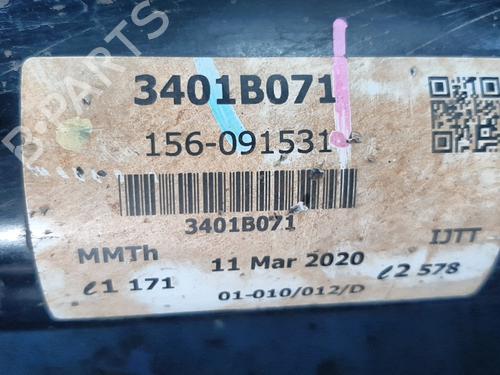 B-PARTS
3401B071
156-091531
3401B071
MMTh 11 Mar 2020 IJTT
ℓ1 171 01-010/012/D ℓ2 578